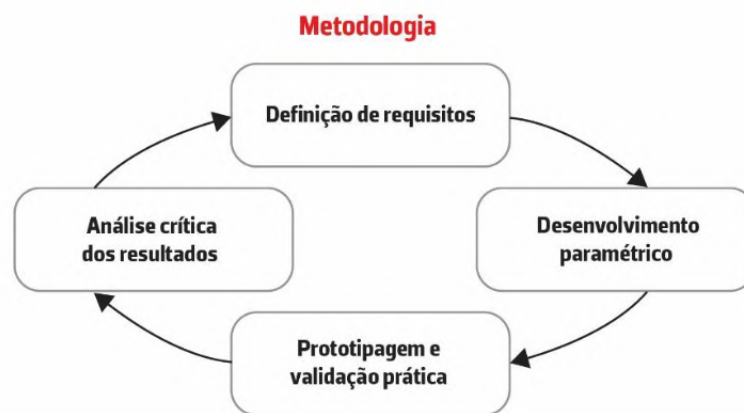 Metodologia
Definição de requisitos
Análise crítica
dos resultados
Desenvolvimento
paramétrico
Prototipagem e
validação prática